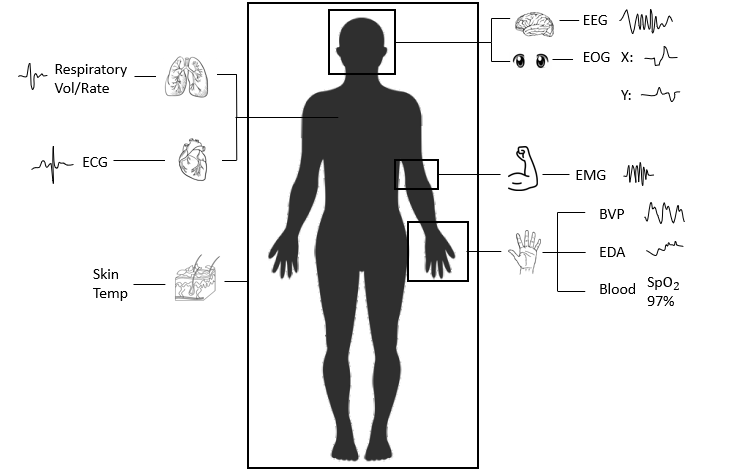 Respiratory
Vol/Rate
ECG
Skin
Temp
EEG
EOG X:
Y:
EMG
BVP
EDA
Blood SpO₂
97%